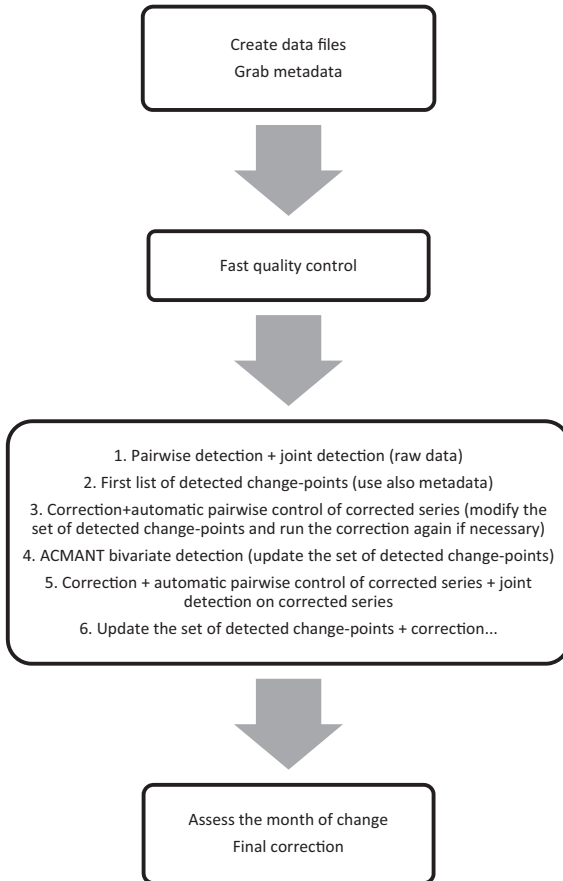 Create data files
Grab metadata
Fast quality control
1. Pairwise detection + joint detection (raw data)
2. First list of detected change-points (use also metadata)
3. Correction+automatic pairwise control of corrected series (modify the
set of detected change-points and run the correction again if necessary)
4. ACMANT bivariate detection (update the set of detected change-points)
5. Correction + automatic pairwise control of corrected series + joint
detection on corrected series
6. Update the set of detected change-points + correction...
Assess the month of change
Final correction